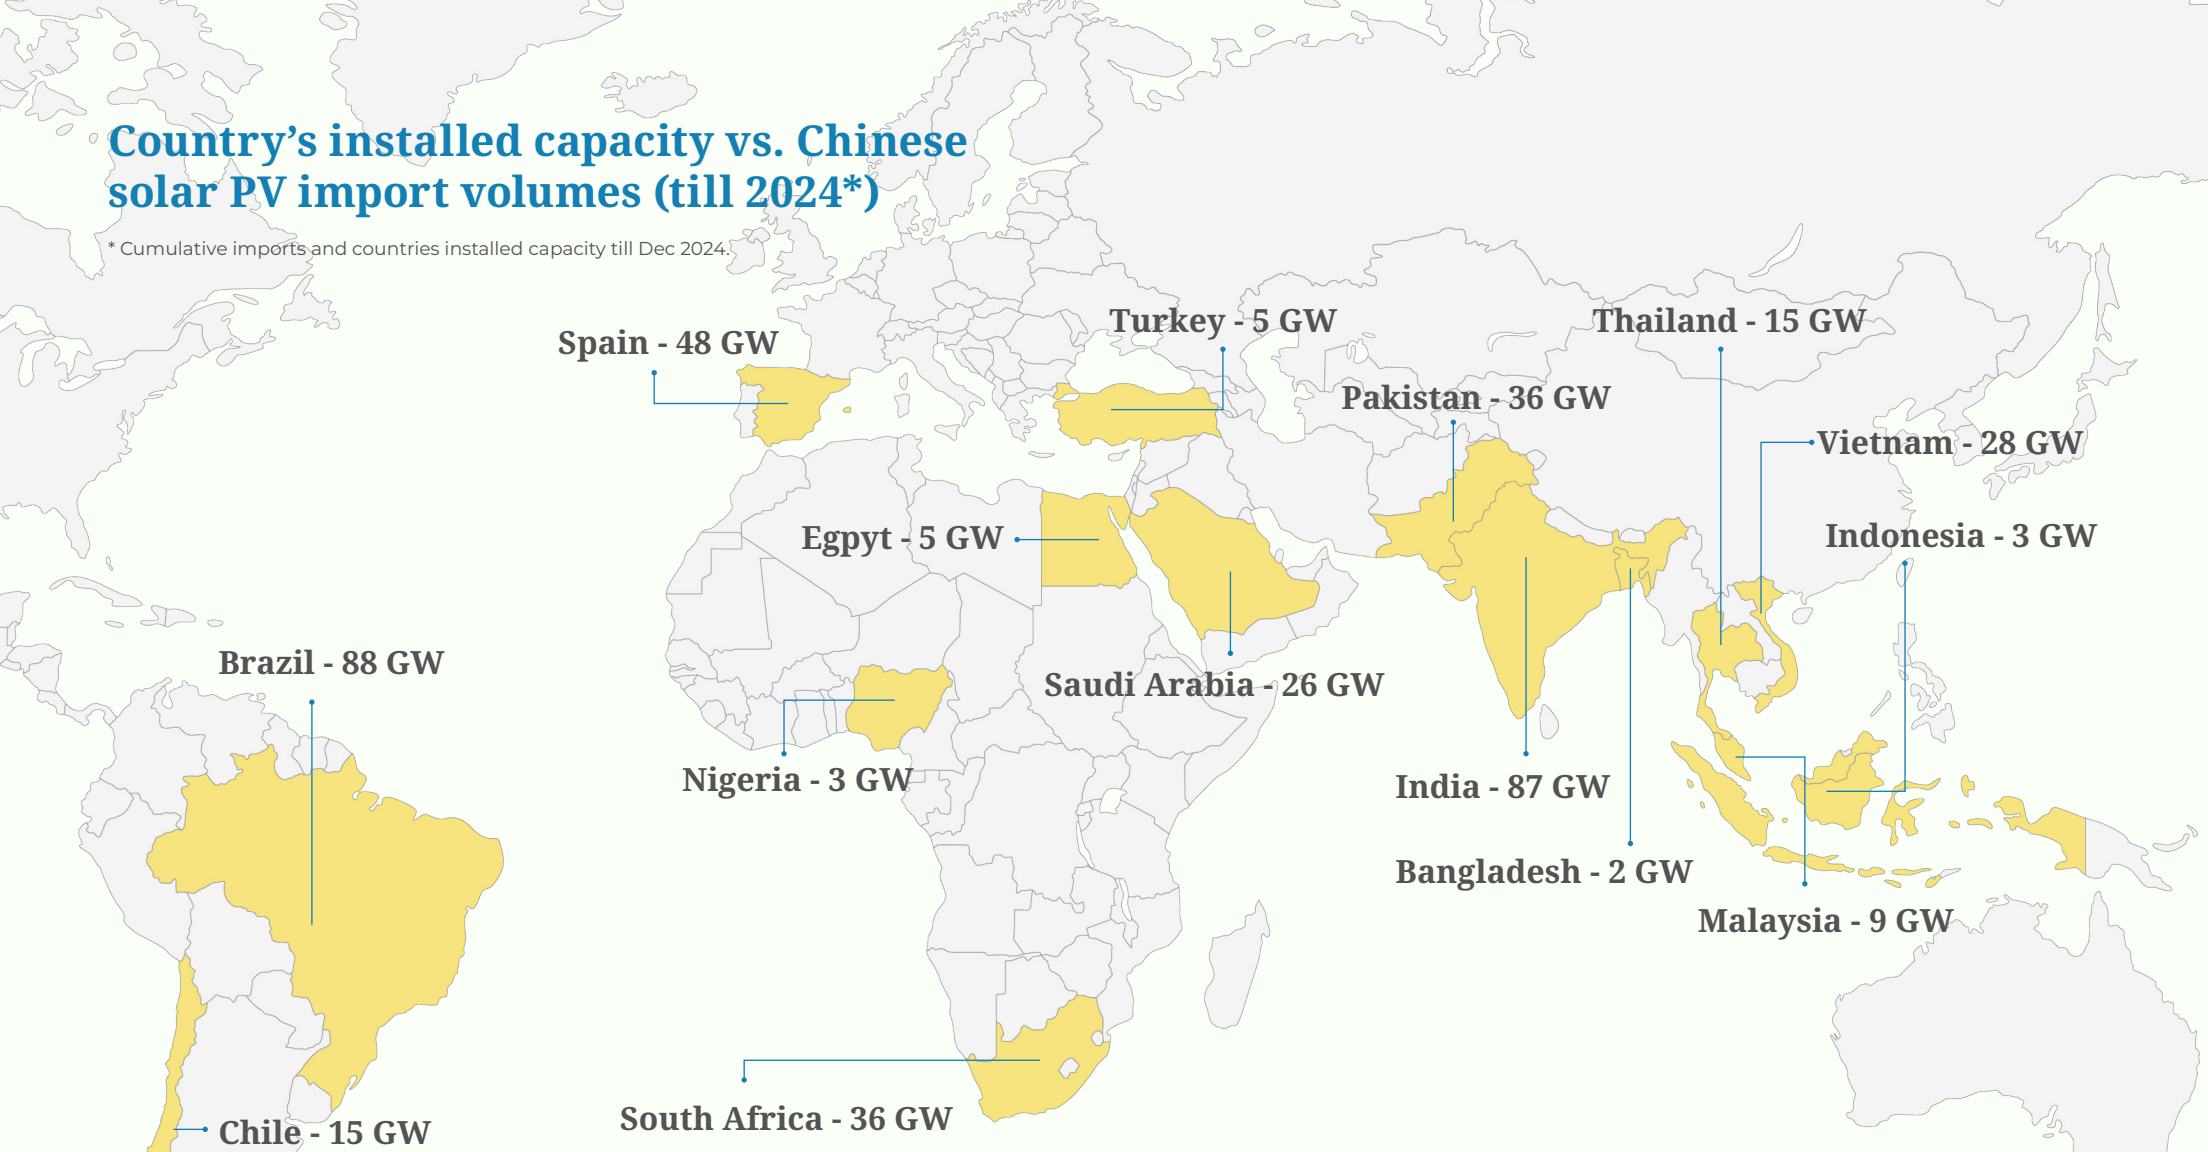 Country’s installed capacity vs. Chinese
solar PV import volumes (till 2024*)
* Cumulative imports and countries installed capacity till Dec 2024.
Turkey - 5 GW
Thailand - 15 GW
Spain - 48 GW
Pakistan - 36 GW
Vietnam - 28 GW
Egpyt - 5 GW
Indonesia - 3 GW
Brazil - 88 GW
Saudi Arabia - 26 GW
Nigeria - 3 GW
India - 87 GW
Bangladesh - 2 GW
Malaysia - 9 GW
South Africa - 36 GW
Chile - 15 GW